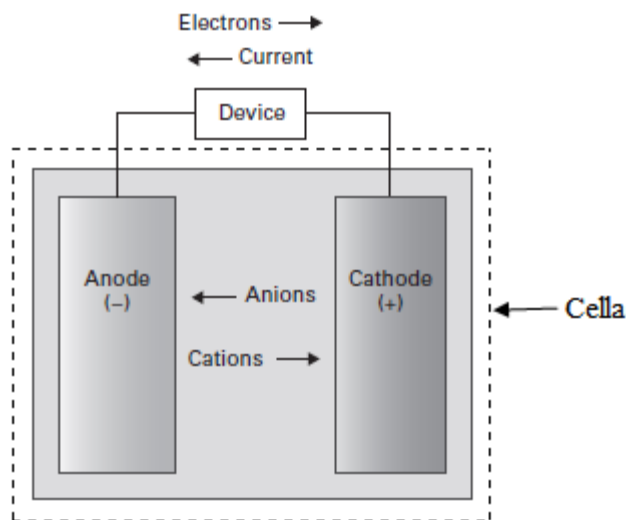 Electrons
Current
Device
Anode
(–)
Anions
Cations
Cathode
(+)
Cella